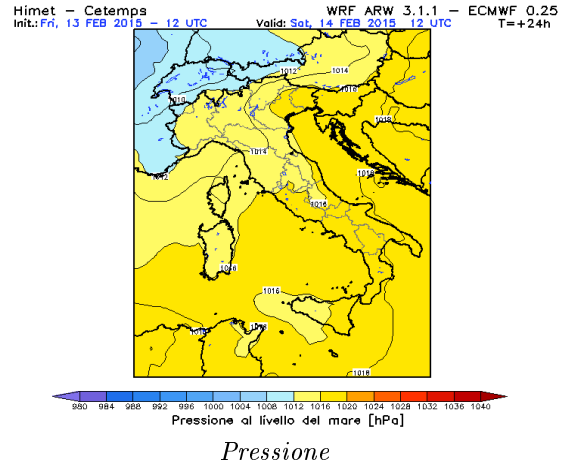 Himet – Cetemps WRF ARW 3.1.1 – ECMWF 0.25
Init.: Fri, 13 FEB 2015 – 12 UTC Valid: Sat, 14 FEB 2015 12 UTC T=+24h
1012
1014
1016
1010
1018
1014
1012
1016
1016
1016
1016
1018
980 984 988 992 996 1000 1004 1008 1012 1016 1020 1024 1028 1032 1036 1040
Pressione al livello del mare [hPa]
Pressione